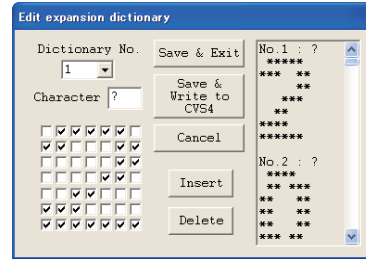 Edit expansion dictionary
Dictionary No.
1
Character ?
Save & Exit
Save &
Write to
CVS4
Cancel
Insert
Delete
No.1 : ?
*****
*** **
**
***
**
****
******
No.2 : ?
****
** ***
** **
** **
** **
*** **